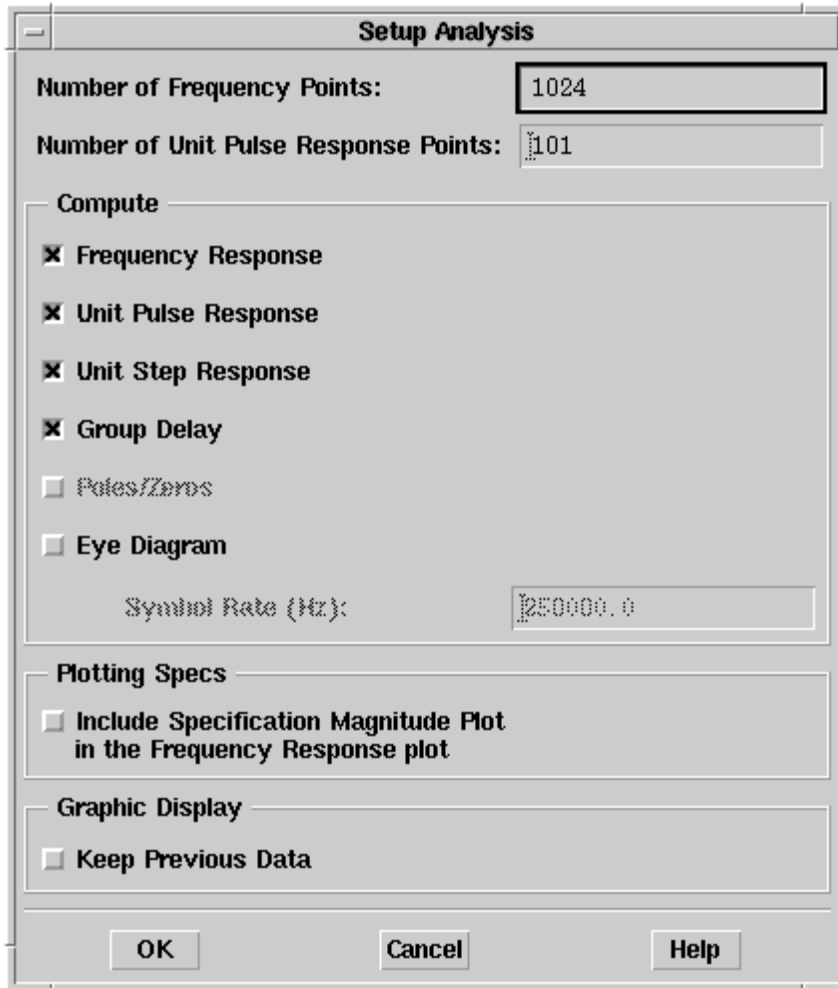 Setup Analysis
Number of Frequency Points: 1024
Number of Unit Pulse Response Points: 101
Compute
Frequency Response
Unit Pulse Response
Unit Step Response
Group Delay
Poles/Zeros
Eye Diagram
Symbol Rate (Hz): 250000.0
Plotting Specs
Include Specification Magnitude Plot
in the Frequency Response plot
Graphic Display
Keep Previous Data
OK Cancel Help